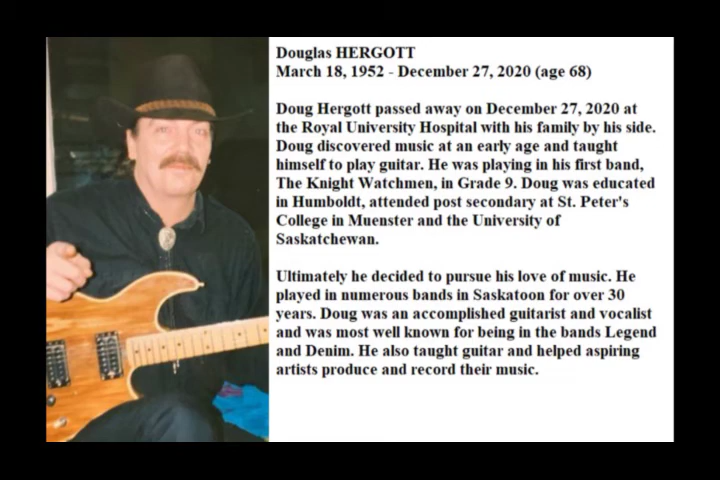 Douglas HERGOTT
March 18, 1952 - December 27, 2020 (age 68)
Doug Hergott passed away on December 27, 2020 at
the Royal University Hospital with his family by his side.
Doug discovered music at an early age and taught
himself to play guitar. He was playing in his first band,
The Knight Watchmen, in Grade 9. Doug was educated
in Humboldt, attended post secondary at St. Peter's
College in Muenster and the University of
Saskatchewan.
Ultimately he decided to pursue his love of music. He
played in numerous bands in Saskatoon for over 30
years. Doug was an accomplished guitarist and vocalist
and was most well known for being in the bands Legend
and Denim. He also taught guitar and helped aspiring
artists produce and record their music.